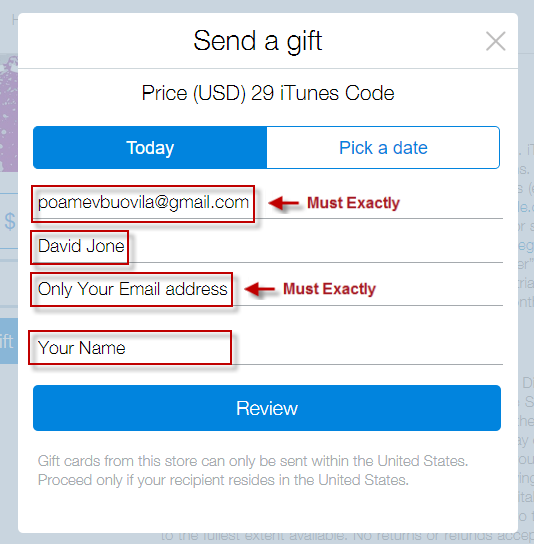 Send a gift
Price (USD) 29 iTunes Code
Today
Pick a date
poamevbuovila@gmail.com
Must Exactly
David Jone
Only Your Email address
Must Exactly
Your Name
Review
Gift cards from this store can only be sent within the United States.
Proceed only if your recipient resides in the United States.
to the fullest extent available. No returns or refunds